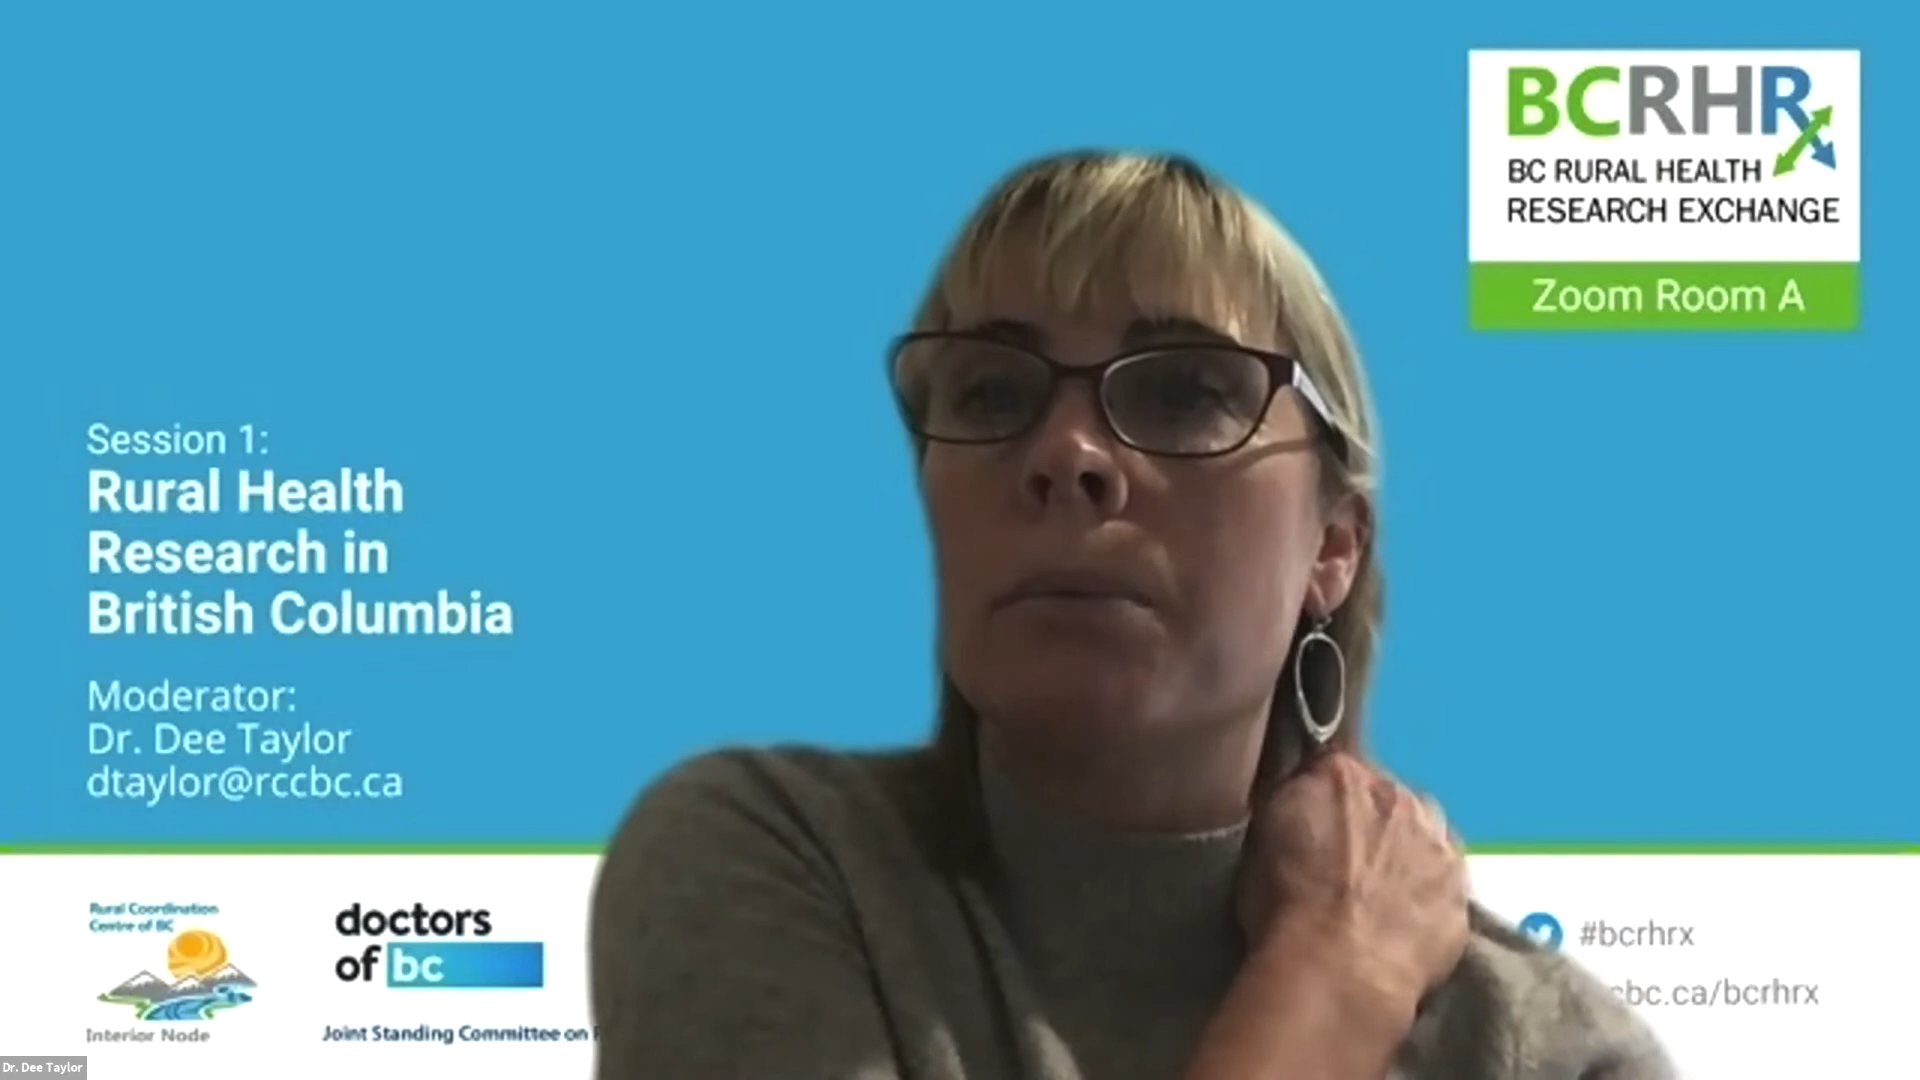 BCRHR
BC RURAL HEALTH
RESEARCH EXCHANGE
Zoom Room A
Session 1:
Rural Health
Research in
British Columbia
Moderator:
Dr. Dee Taylor
dtaylor@rccbc.ca
Rural Coordination
Centre of BC
Interior Node
doctors
of bc
Joint Standing Committee on
#bcrhrx
cbc.ca/bcrhrx
Dr. Dee Taylor